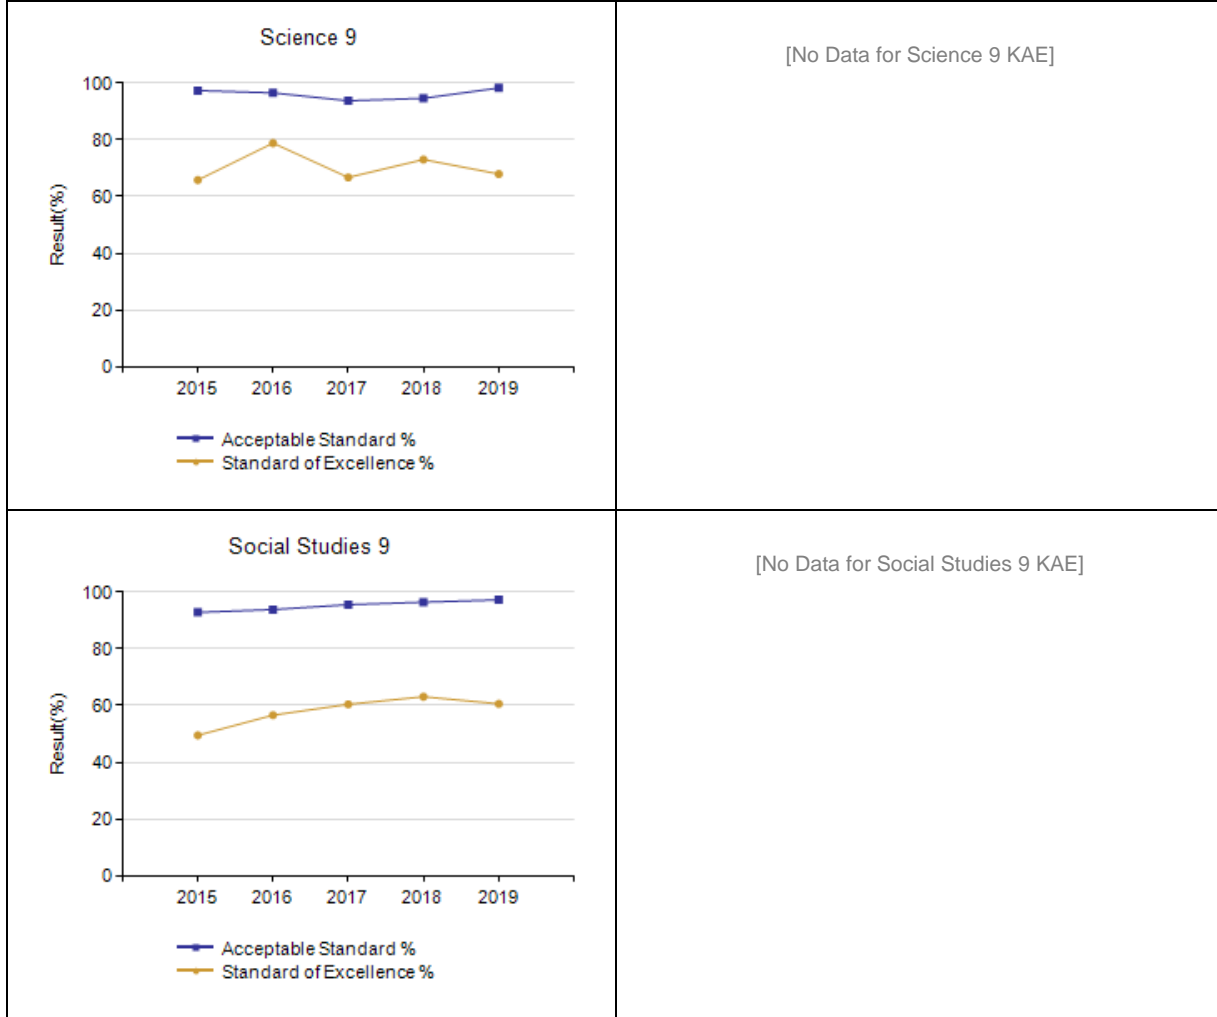 Science 9
[No Data for Science 9 KAE]
100
80
60
40
20
0
Result(%)
2015 2016 2017 2018 2019
Acceptable Standard %
Standard of Excellence %
Social Studies 9
[No Data for Social Studies 9 KAE]
100
80
60
40
20
0
Result(%)
2015 2016 2017 2018 2019
Acceptable Standard %
Standard of Excellence %